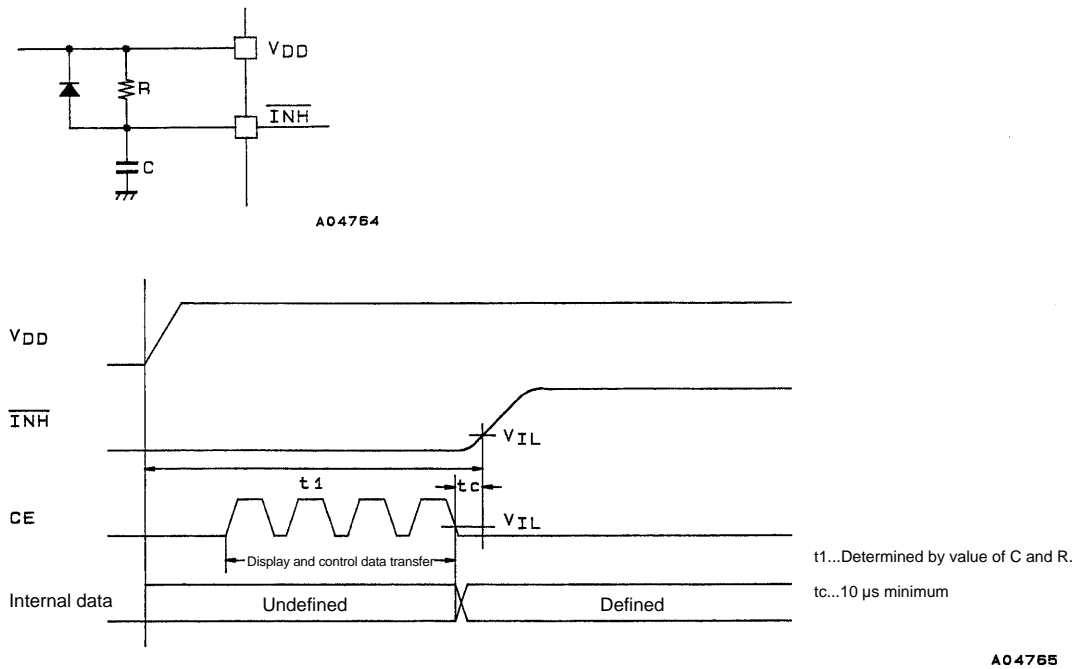 VDD
R
INH
C
A04764
VDD
INH
VIL
t1
tc
CE
VIL
Display and control data transfer
t1...Determined by value of C and R.
tc...10 µs minimum
Internal data
Undefined
Defined
A04765